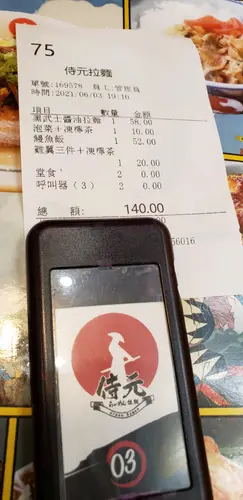 75
侍元拉麵
單號:169578 員工:管理員
時間:2021/06/03 19:10
項目 數量 金額
黑武士醬油拉麵 1 58.00
泡菜+凍檸茶 1 10.00
鰻魚飯 1 52.00
雞翼三件+凍檸茶
1 20.00
堂食' 2 0.00
呼叫器(3) 2 0.00
總 額: 140.00
56016
侍元
03